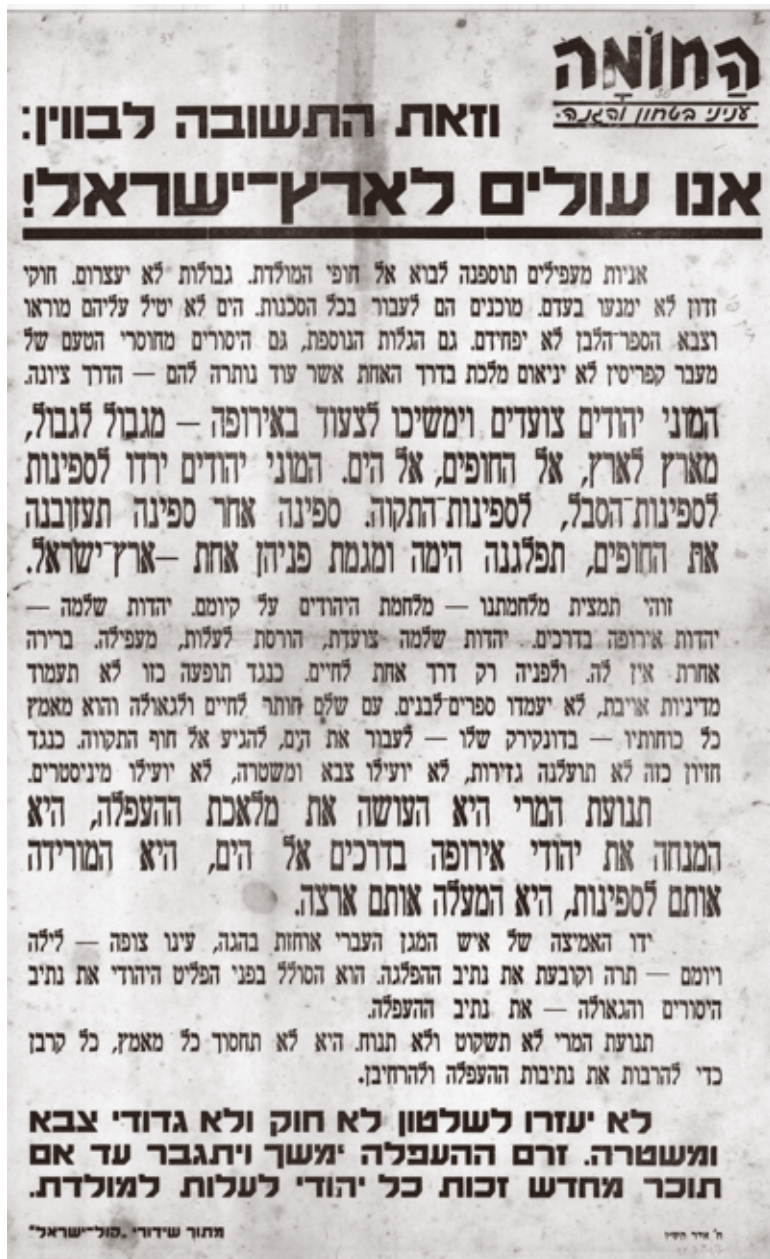 הַחוֹמָה
עניני בטחון והגנה.
וזאת התשובה לבווין:
אנו עולים לארץ־ישראל!
אניות מעפילים תוספנה לבוא אל חופי המולדת. גבולות לא יעצרום. חוקי
זדון לא ימנעו בעדם. מוכנים הם לעבור בכל הסכנות. הים לא יטיל עליהם מוראו
וצבא הספר־הלבן לא יפחידם. גם הגלות הנוספת, גם היסורים מחוסרי הטעם של
מעבר קפריסין לא יניאום מלכת בדרך האחת אשר עוד נותרה להם — הדרך ציונה.
המוני יהודים צועדים וימשיכו לצעוד באירופה — מגבול לגבול,
מארץ לארץ, אל החופים, אל הים. המוני יהודים ירדו לספינות
לספינות־הסבל, לספינות־התקוה. ספינה אחר ספינה תעזובנה
את החופים, תפלגנה הימה ומגמת פניהן אחת —ארץ־ישראל.
זוהי תמצית מלחמתנו — מלחמת היהודים על קיומם. יהדות שלמה —
יהדות אירופה בדרכים. יהדות שלמה צועדת, הורסת לעלות, מעפילה. ברירה
אחרת אין לה. ולפניה רק דרך אחת לחיים. כנגד תופעה כזו לא תעמוד
מדיניות אויבת, לא יעמדו ספרים־לבנים. עם שלם חותר לחיים ולגאולה והוא מאמץ
כל כוחותיו — בדונקירק שלו — לעבור את הים, להגיע אל חוף התקווה. כנגד
חזיון כזה לא תועלנה גזירות, לא יועילו צבא ומשטרה, לא יועילו מיניסטרים.
תנועת המרי היא העושה את מלאכת ההעפלה, היא
המנחה את יהודי אירופה בדרכים אל הים, היא המורידה
אותם לספינות, היא המעלה אותם ארצה.
ידו האמיצה של איש המגן העברי אוחזת בהגה, עינו צופה — לילה
ויומם — תרה וקובעת את נתיב ההפלגה. הוא הסולל בפני הפליט היהודי את נתיב
היסורים והגאולה — את נתיב ההעפלה.
תנועת המרי לא תשקוט ולא תנוח. היא לא תחסוך כל מאמץ, כל קרבן
כדי להרבות את נתיבות ההעפלה ולהרחיבן.
לא יעזרו לשלטון לא חוק ולא גדודי צבא
ומשטרה. זרם ההעפלה ימשך ויתגבר עד אם
תוכר מחדש זכות כל יהודי לעלות למולדת.
ח' אדר תש"ז
מתוך שידורי „קול־ישראל"